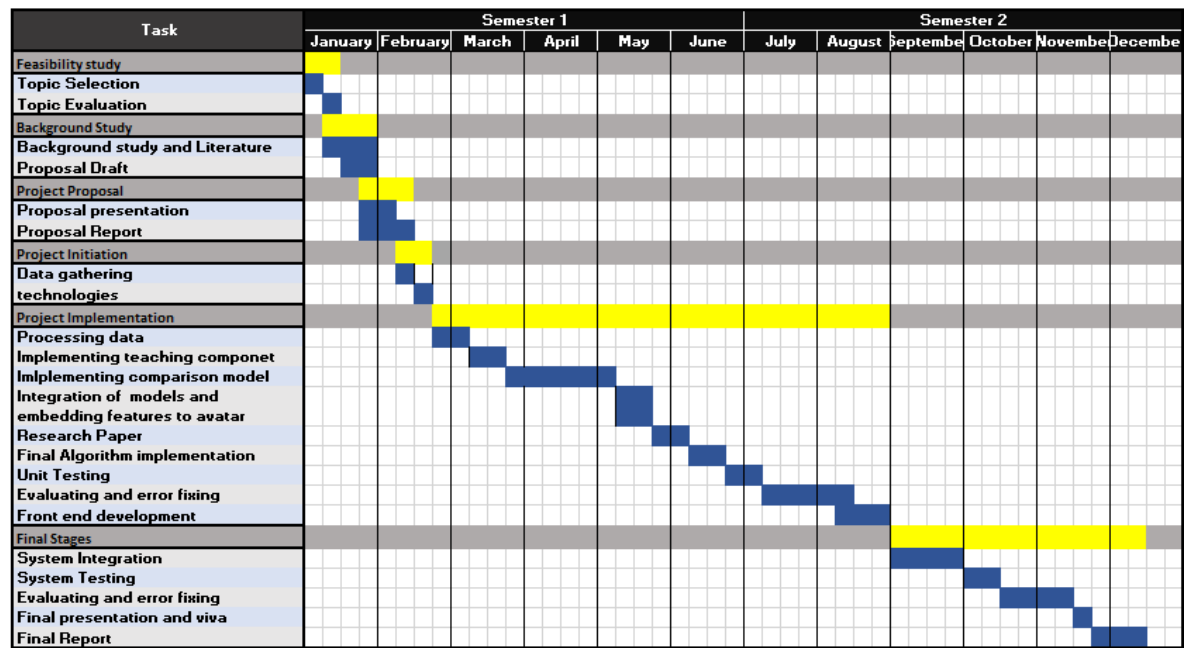 Task
Semester 1
Semester 2
January February March April May June July August Septembe October Novembe Decembe
Feasibility study
Topic Selection
Topic Evaluation
Background Study
Background study and Literature
Proposal Draft
Project Proposal
Proposal presentation
Proposal Report
Project Initiation
Data gathering
technologies
Project Implementation
Processing data
Implementing teaching componet
Imlplementing comparison model
Integration of models and
embedding features to avatar
Research Paper
Final Algorithm implementation
Unit Testing
Evaluating and error fixing
Front end development
Final Stages
System Integration
System Testing
Evaluating and error fixing
Final presentation and viva
Final Report